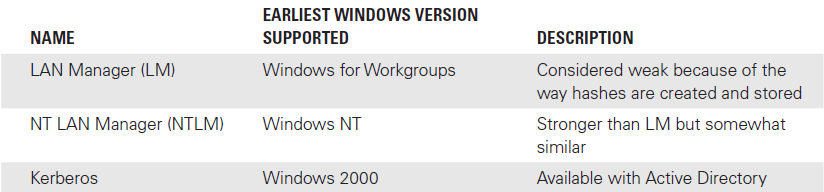 EARLIEST WINDOWS VERSION
NAME SUPPORTED DESCRIPTION
LAN Manager (LM) Windows for Workgroups Considered weak because of the
way hashes are created and stored
NT LAN Manager (NTLM) Windows NT Stronger than LM but somewhat
similar
Kerberos Windows 2000 Available with Active Directory